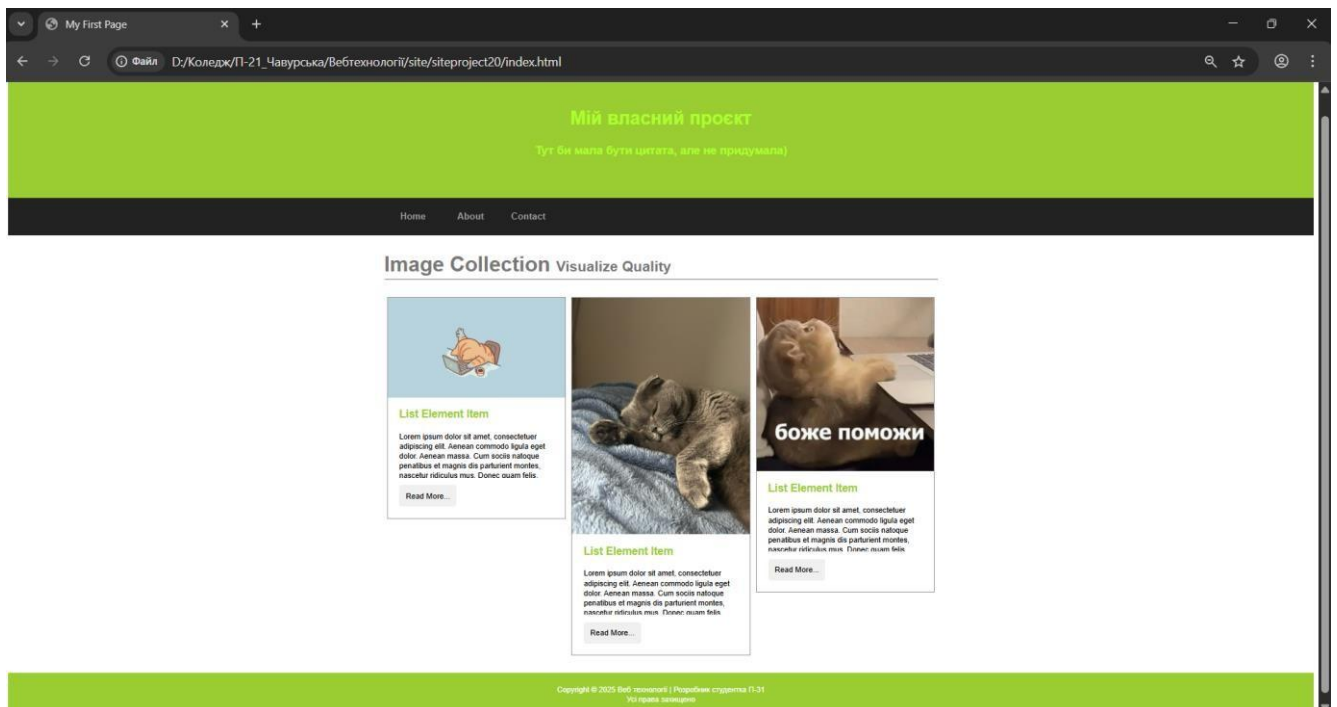 My First Page
Файл D:/Коледж/П-21_Чавурська/Вебтехнології/site/siteproject20/index.html
Мій власний проєкт
Тут би мала бути цитата, але не придумала)
Home About Contact
Image Collection Visualize Quality
List Element Item
Lorem ipsum dolor sit amet, consectetuer
adipiscing elit. Aenean commodo ligula eget
dolor. Aenean massa. Cum sociis natoque
penatibus et magnis dis parturient montes,
nascetur ridiculus mus. Donec quam felis,
Read More...
List Element Item
Lorem ipsum dolor sit amet, consectetuer
adipiscing elit. Aenean commodo ligula eget
dolor. Aenean massa. Cum sociis natoque
penatibus et magnis dis parturient montes,
nascetur ridiculus mus. Donec quam felis,
Read More...
боже поможи
List Element Item
Lorem ipsum dolor sit amet, consectetuer
adipiscing elit. Aenean commodo ligula eget
dolor. Aenean massa. Cum sociis natoque
penatibus et magnis dis parturient montes,
nascetur ridiculus mus. Donec quam felis,
Read More...
Copyright © 2025 Веб технології | Розробник студентка П-31
Усі права захищено